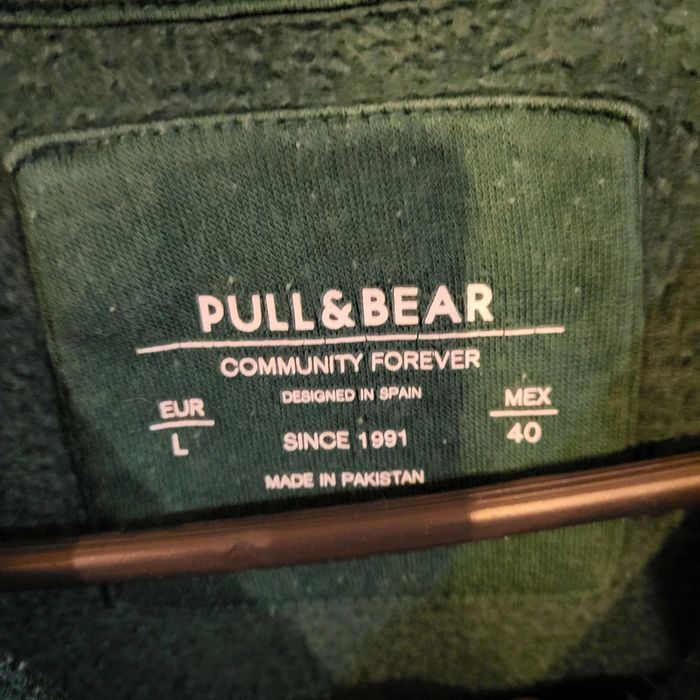 PULL&BEAR
COMMUNITY FOREVER
DESIGNED IN SPAIN
EUR
L
SINCE 1991
MEX
40
MADE IN PAKISTAN